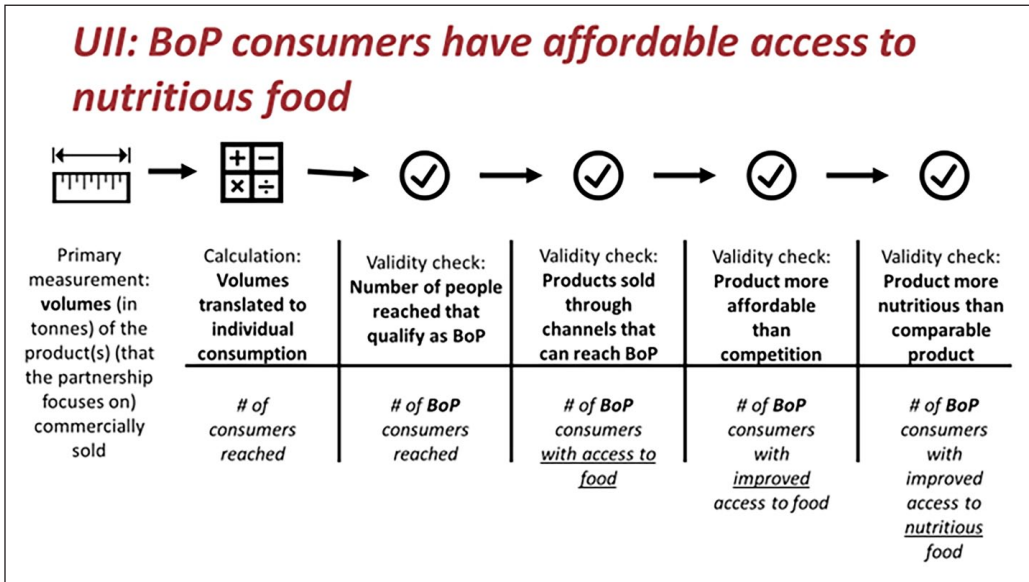 UII: BoP consumers have affordable access to
nutritious food
Primary
measurement:
volumes (in
tonnes) of the
product(s) (that
the partnership
focuses on)
commercially
sold
Calculation:
Volumes
translated to
individual
consumption
# of
consumers
reached
Validity check:
Number of people
reached that
qualify as BoP
# of BoP
consumers
reached
Validity check:
Products sold
through
channels that
can reach BoP
# of BoP
consumers
with access to
food
Validity check:
Product more
affordable
than
competition
# of BoP
consumers
with
improved
access to food
Validity check:
Product more
nutritious than
comparable
product
# of BoP
consumers
with
improved
access to
nutritious
food